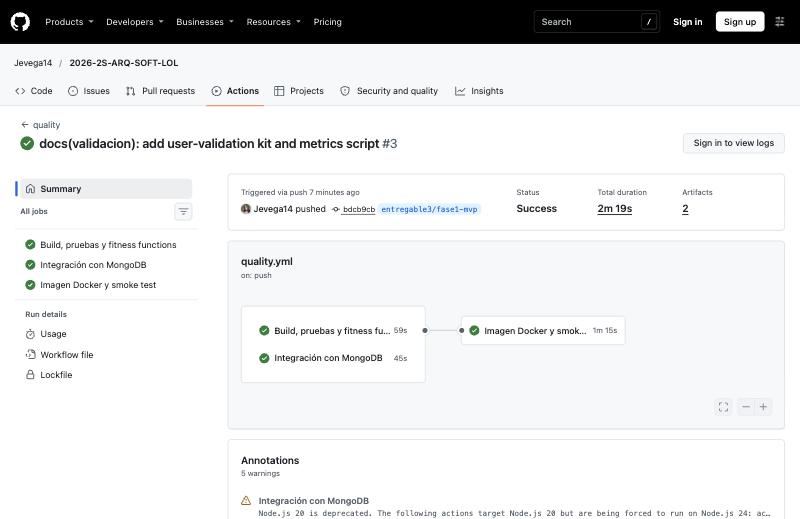 Products Developers Businesses Resources Pricing Search / Sign in Sign up
Jevega14 / 2026-2S-ARQ-SOFT-LOL
Code Issues Pull requests Actions Projects Security and quality Insights
← quality
docs(validacion): add user-validation kit and metrics script #3
Sign in to view logs
Summary
All jobs
Build, pruebas y fitness functions
Integración con MongoDB
Imagen Docker y smoke test
Run details
Usage
Workflow file
Lockfile
Triggered via push 7 minutes ago
Jevega14 pushed bdcb9cb entregable3/fase1-mvp
Status
Success
Total duration
2m 19s
Artifacts
2
quality.yml
on: push
Build, pruebas y fitness fu... 59s
Integración con MongoDB 45s
Imagen Docker y smok... 1m 15s
Annotations
5 warnings
Integración con MongoDB
Node.js 20 is deprecated. The following actions target Node.js 20 but are being forced to run on Node.js 24: ac…